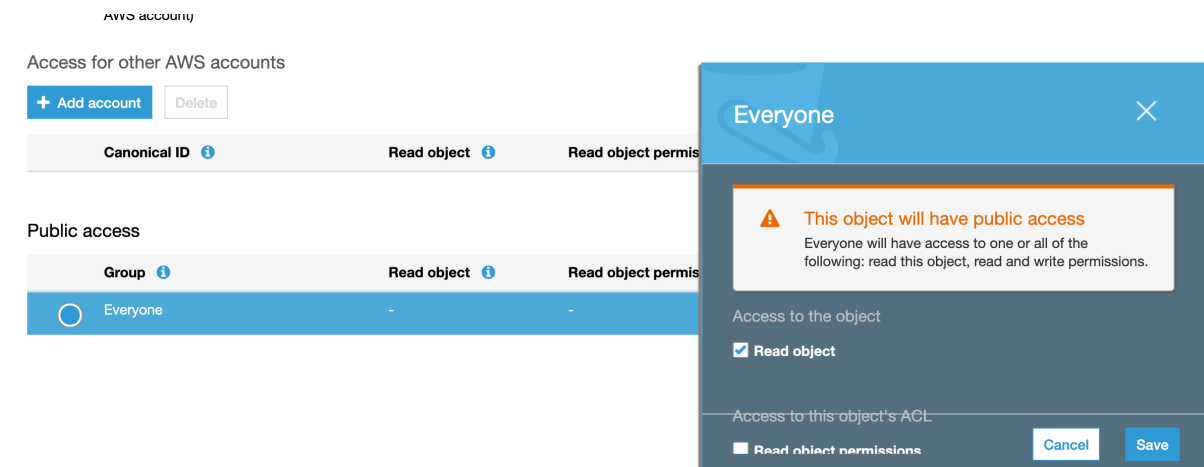 AWS account)
Access for other AWS accounts
+ Add account
Delete
Canonical ID
Read object
Read object permis
Public access
Group
Read object
Read object permis
Everyone
-
-
Everyone
This object will have public access
Everyone will have access to one or all of the
following: read this object, read and write permissions.
Access to the object
Read object
Access to this object's ACL
Read object permissions
Cancel
Save